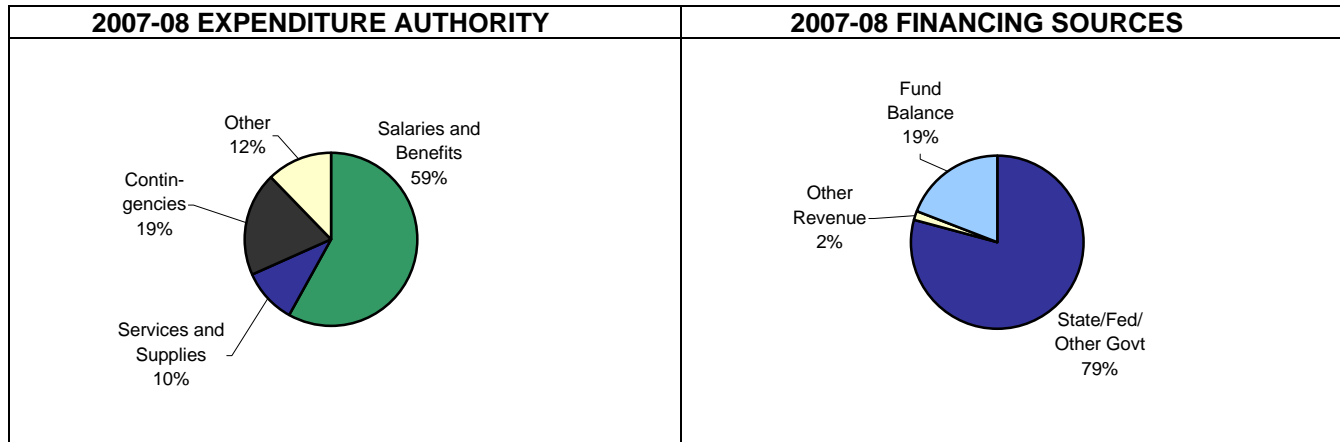 2007-08 EXPENDITURE AUTHORITY
Other
12%
Salaries and
Benefits
59%
Contin-
gencies
19%
Services and
Supplies
10%
2007-08 FINANCING SOURCES
Fund
Balance
19%
Other
Revenue
2%
State/Fed/
Other Govt
79%